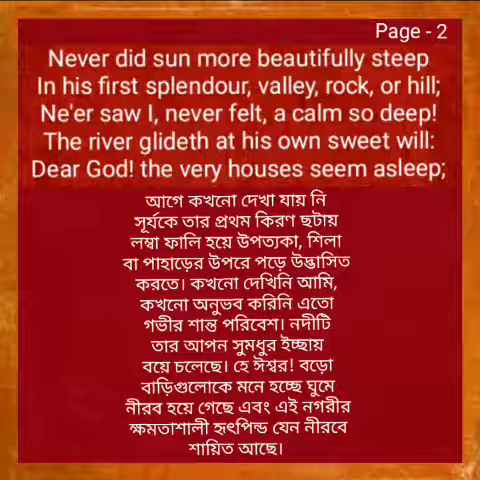 Page - 2
Never did sun more beautifully steep
In his first splendour, valley, rock, or hill;
Ne'er saw I, never felt, a calm so deep!
The river glideth at his own sweet will:
Dear God! the very houses seem asleep;
আগে কখনো দেখা যায় নি
সূর্যকে তার প্রথম কিরণ ছটায়
লম্বা ফালি হয়ে উপত্যকা, শিলা
বা পাহাড়ের উপরে পড়ে উদ্ভাসিত
করতে। কখনো দেখিনি আমি,
কখনো অনুভব করিনি এতো
গভীর শান্ত পরিবেশ। নদীটি
তার আপন সুমধুর ইচ্ছায়
বয়ে চলেছে। হে ঈশ্বর! বড়ো
বাড়িগুলোকে মনে হচ্ছে ঘুমে
নীরব হয়ে গেছে এবং এই নগরীর
ক্ষমতাশালী হৃৎপিন্ড যেন নীরবে
শায়িত আছে।